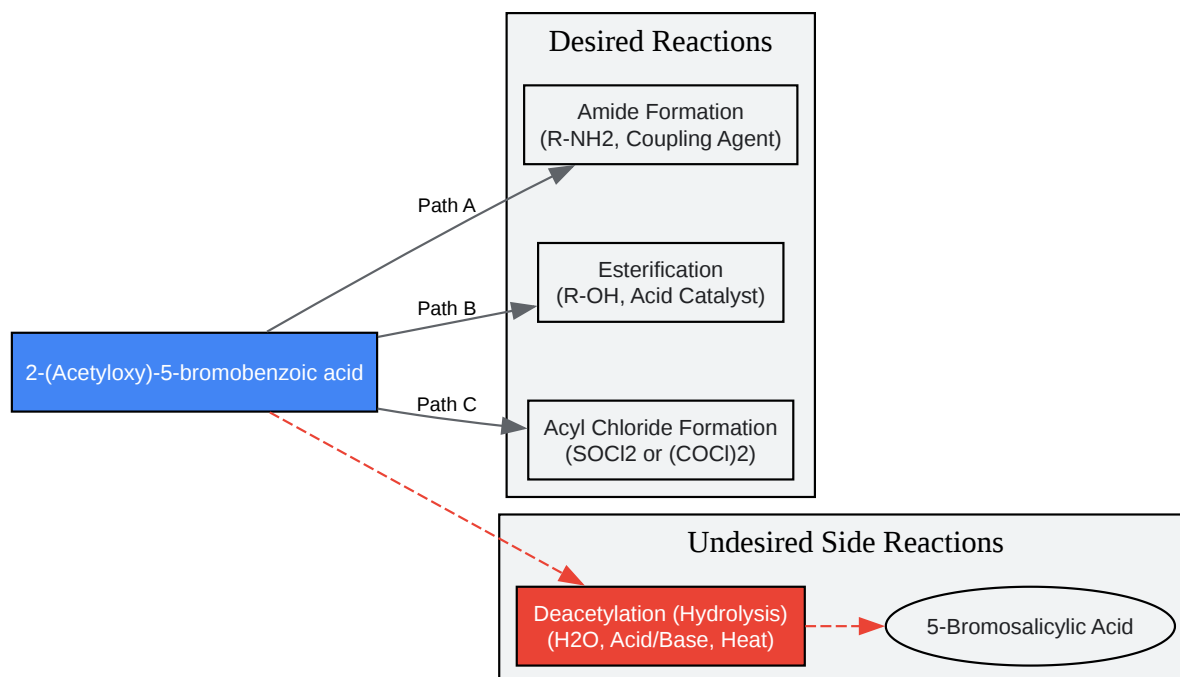 Desired Reactions
Amide Formation
(R-NH2, Coupling Agent)
Path A
Esterification
(R-OH, Acid Catalyst)
Path B
2-(Acetyloxy)-5-bromobenzoic acid
Path C
Acyl Chloride Formation
(SOCl2 or (COCl)2)
Undesired Side Reactions
Deacetylation (Hydrolysis)
(H2O, Acid/Base, Heat)
5-Bromosalicylic Acid